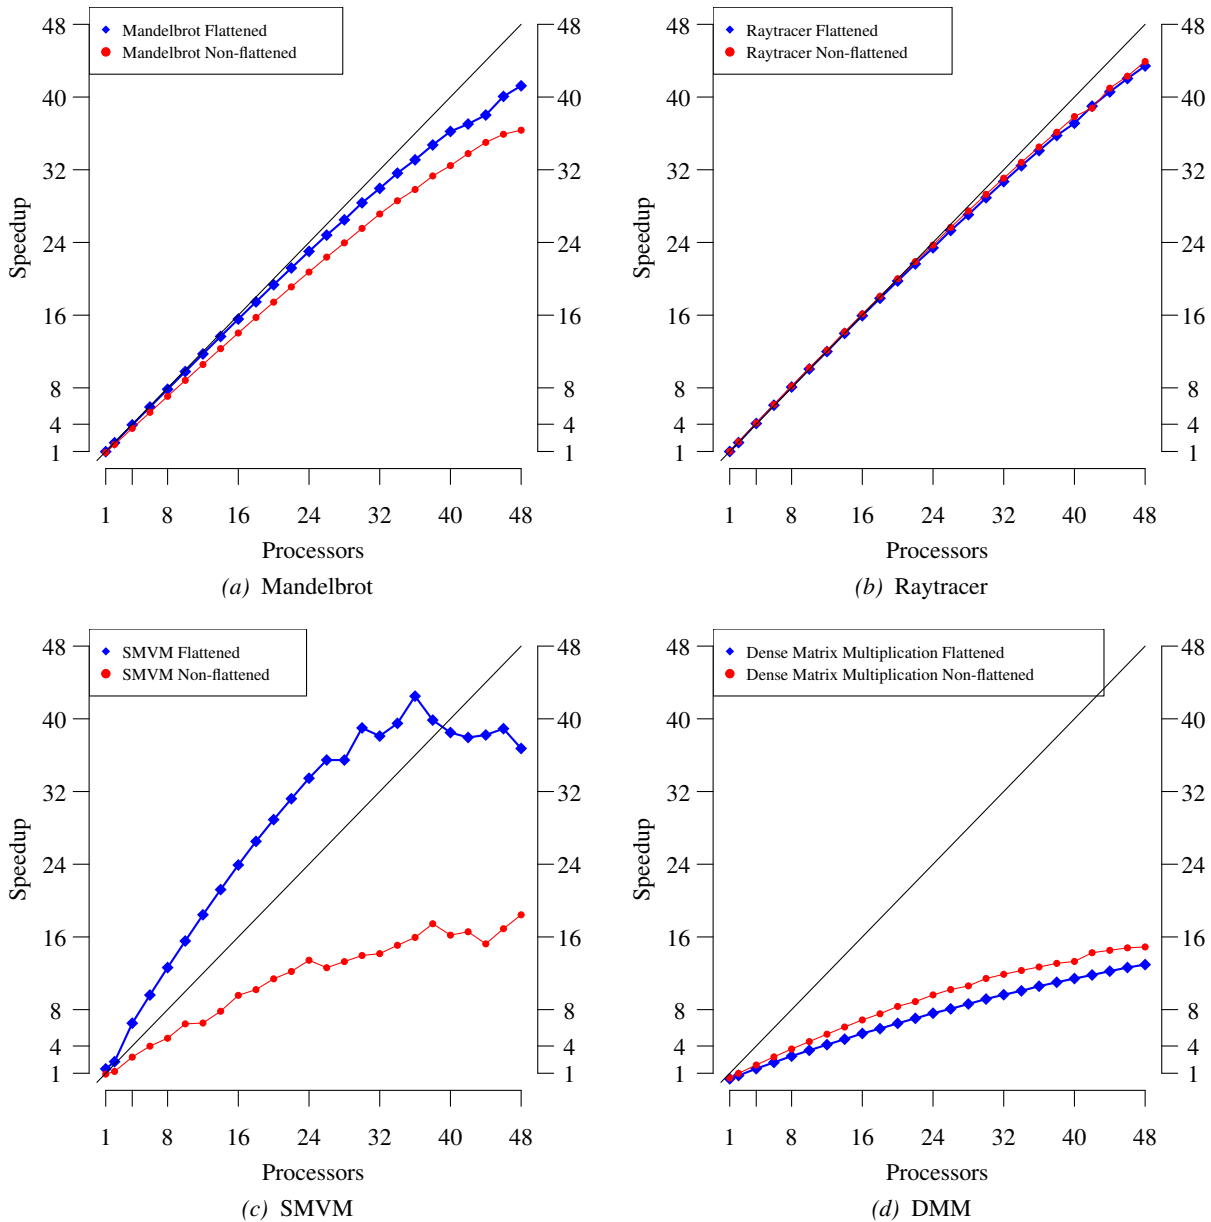 Mandelbrot Flattened
Mandelbrot Non-flattened
48
40
32
24
16
8
4
1
48
40
32
24
16
8
4
1
Speedup
1 8 16 24 32 40 48
Processors
(a) Mandelbrot
Raytracer Flattened
Raytracer Non-flattened
48
40
32
24
16
8
4
1
48
40
32
24
16
8
4
1
Speedup
1 8 16 24 32 40 48
Processors
(b) Raytracer
SMVM Flattened
SMVM Non-flattened
48
40
32
24
16
8
4
1
48
40
32
24
16
8
4
1
Speedup
1 8 16 24 32 40 48
Processors
(c) SMVM
Dense Matrix Multiplication Flattened
Dense Matrix Multiplication Non-flattened
48
40
32
24
16
8
4
1
48
40
32
24
16
8
4
1
Speedup
1 8 16 24 32 40 48
Processors
(d) DMM